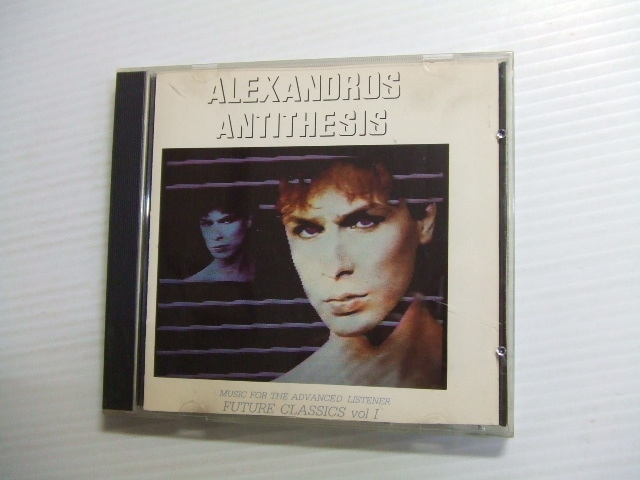 ALEXANDROS
ANTITHESIS
MUSIC FOR THE ADVANCED LISTENER
FUTURE CLASSICS vol I